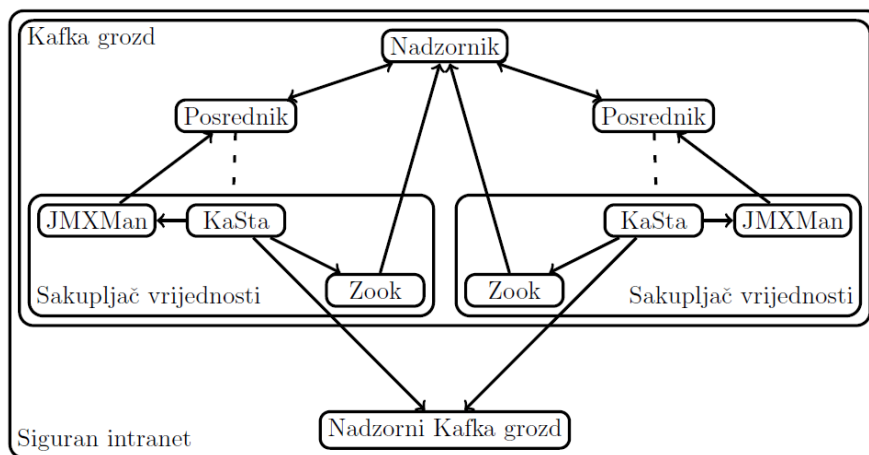 Kafka grozd
Nadzornik
Posrednik
Posrednik
JMXMan
KaSta
KaSta
JMXMan
Zook
Zook
Sakupljač vrijednosti
Sakupljač vrijednosti
Nadzorni Kafka grozd
Siguran intranet